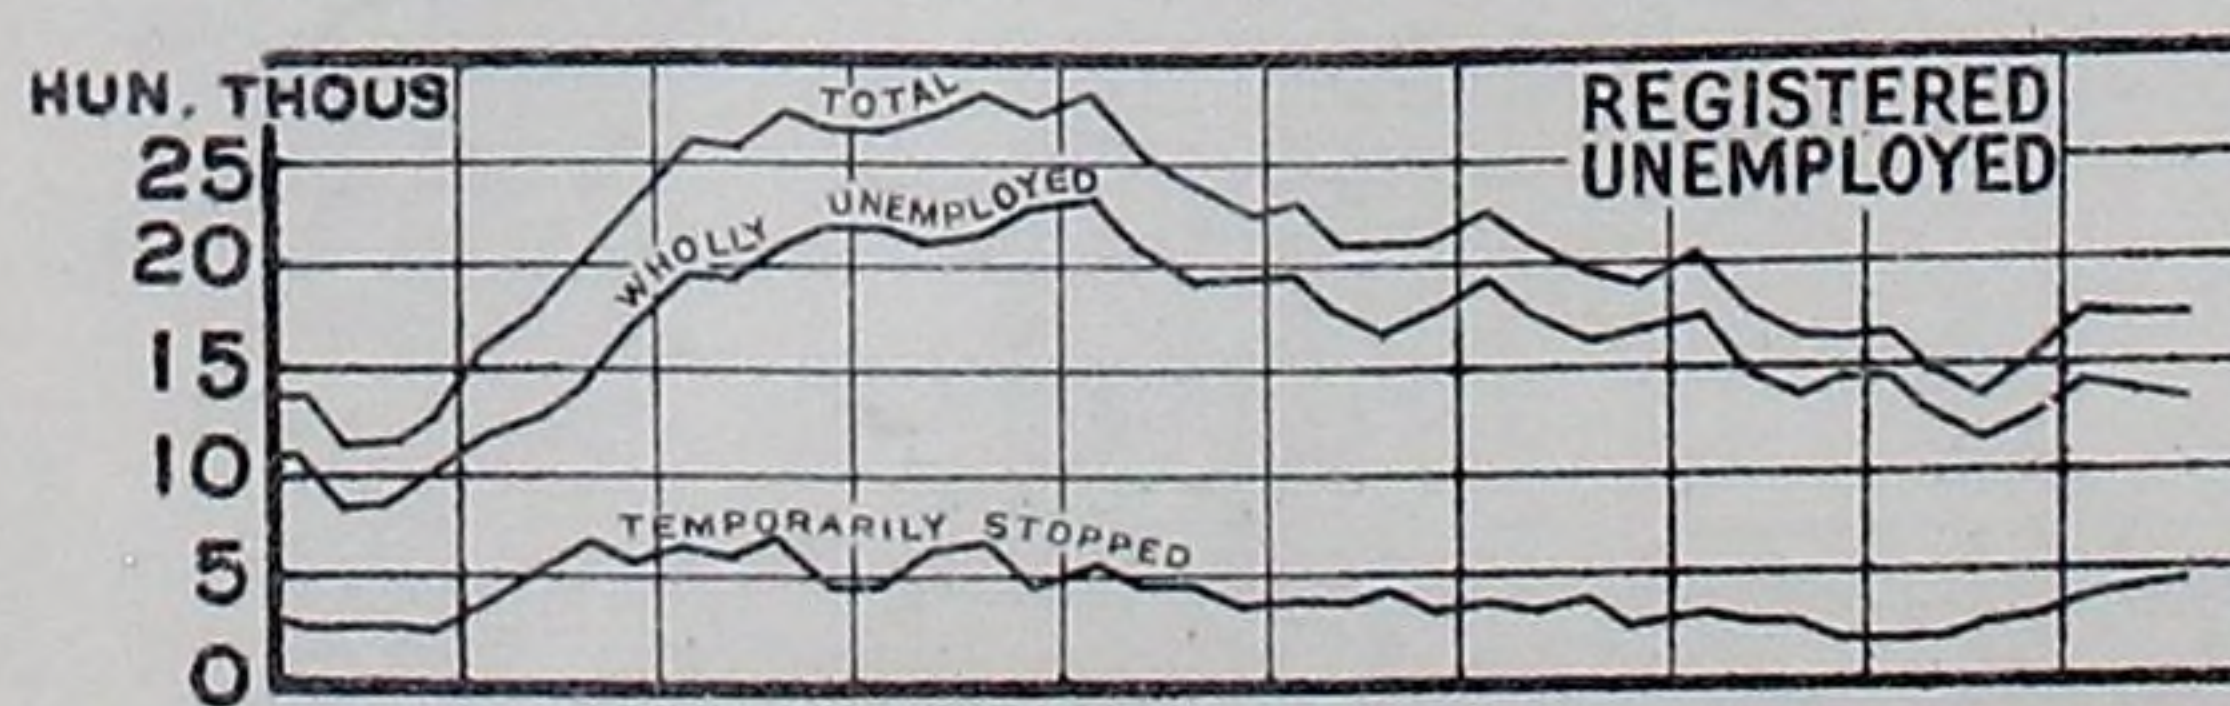 HUN. THOUS
REGISTERED
UNEMPLOYED
25
20
15
10
5
0
TOTAL
WHOLLY UNEMPLOYED
TEMPORARILY STOPPED